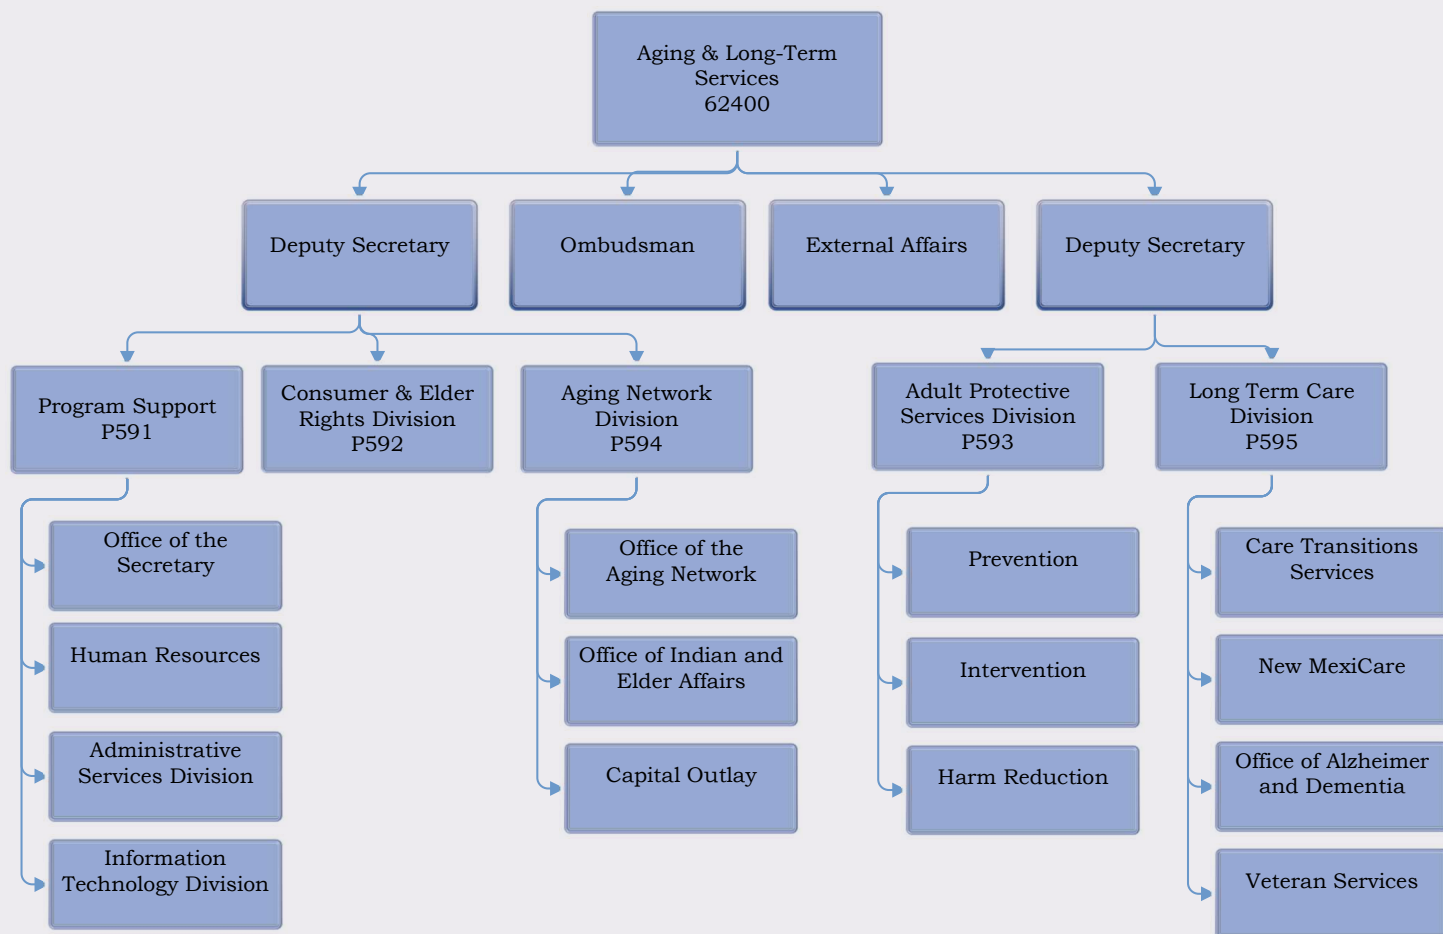 Aging & Long-Term
Services
62400
Deputy Secretary
Ombudsman
External Affairs
Deputy Secretary
Program Support
P591
Consumer & Elder
Rights Division
P592
Aging Network
Division
P594
Adult Protective
Services Division
P593
Long Term Care
Division
P595
Office of the
Secretary
Human Resources
Administrative
Services Division
Information
Technology Division
Office of the
Aging Network
Office of Indian and
Elder Affairs
Capital Outlay
Prevention
Intervention
Harm Reduction
Care Transitions
Services
New MexiCare
Office of Alzheimer
and Dementia
Veteran Services